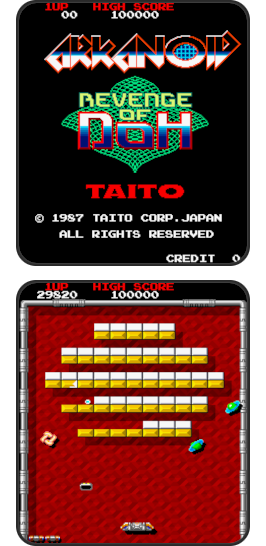 1UP HIGH SCORE
00 100000
ARKANOID
REVENGE
OF
DOH
TAITO
© 1987 TAITO CORP.JAPAN
ALL RIGHTS RESERVED
CREDIT 0
1UP HIGH SCORE
29820 100000